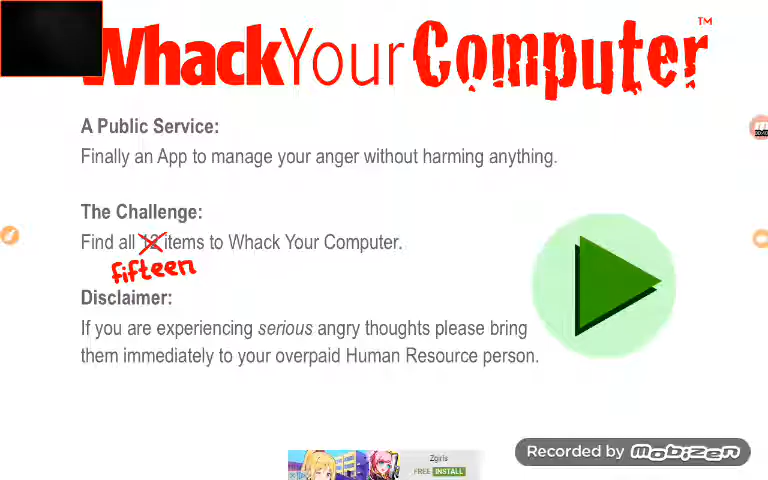 WhackYourComputer™
A Public Service:
Finally an App to manage your anger without harming anything.
The Challenge:
Find all 12 items to Whack Your Computer.
fifteen
Disclaimer:
If you are experiencing serious angry thoughts please bring
them immediately to your overpaid Human Resource person.
Zgirls
FREE INSTALL
Recorded by Mobizen